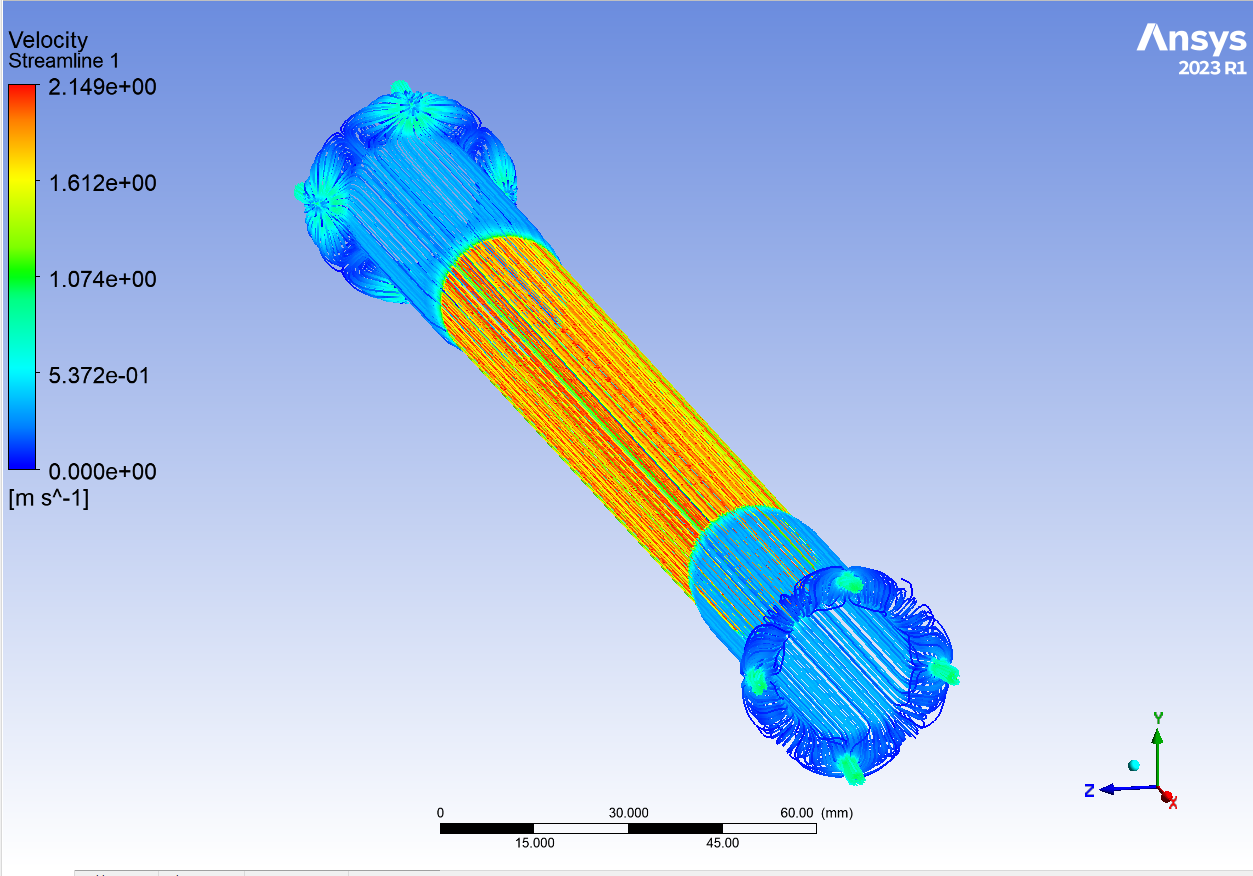 Velocity
Streamline 1
2.149e+00
1.612e+00
1.074e+00
5.372e-01
0.000e+00
[m s^-1]
Ansys
2023 R1
Y
Z
X
0
30.000
60.00
(mm)
15.000
45.00